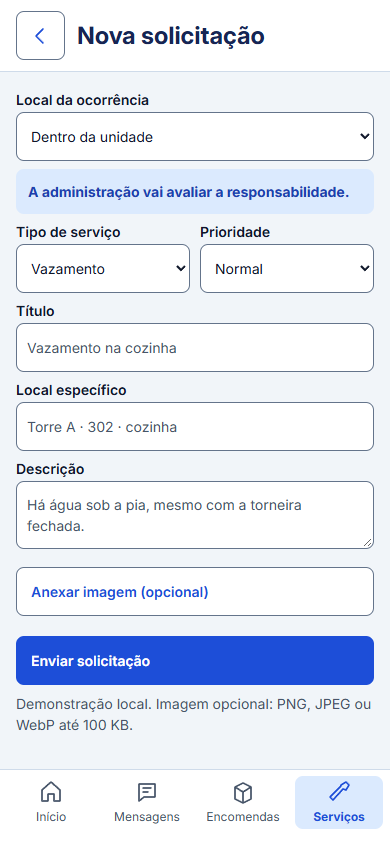 Nova solicitação
Local da ocorrência
Dentro da unidade
A administração vai avaliar a responsabilidade.
Tipo de serviço
Prioridade
Vazamento
Normal
Título
Vazamento na cozinha
Local específico
Torre A · 302 · cozinha
Descrição
Há água sob a pia, mesmo com a torneira
fechada.
Anexar imagem (opcional)
Enviar solicitação
Demonstração local. Imagem opcional: PNG, JPEG ou
WebP até 100 KB.
Início
Mensagens
Encomendas
Serviços